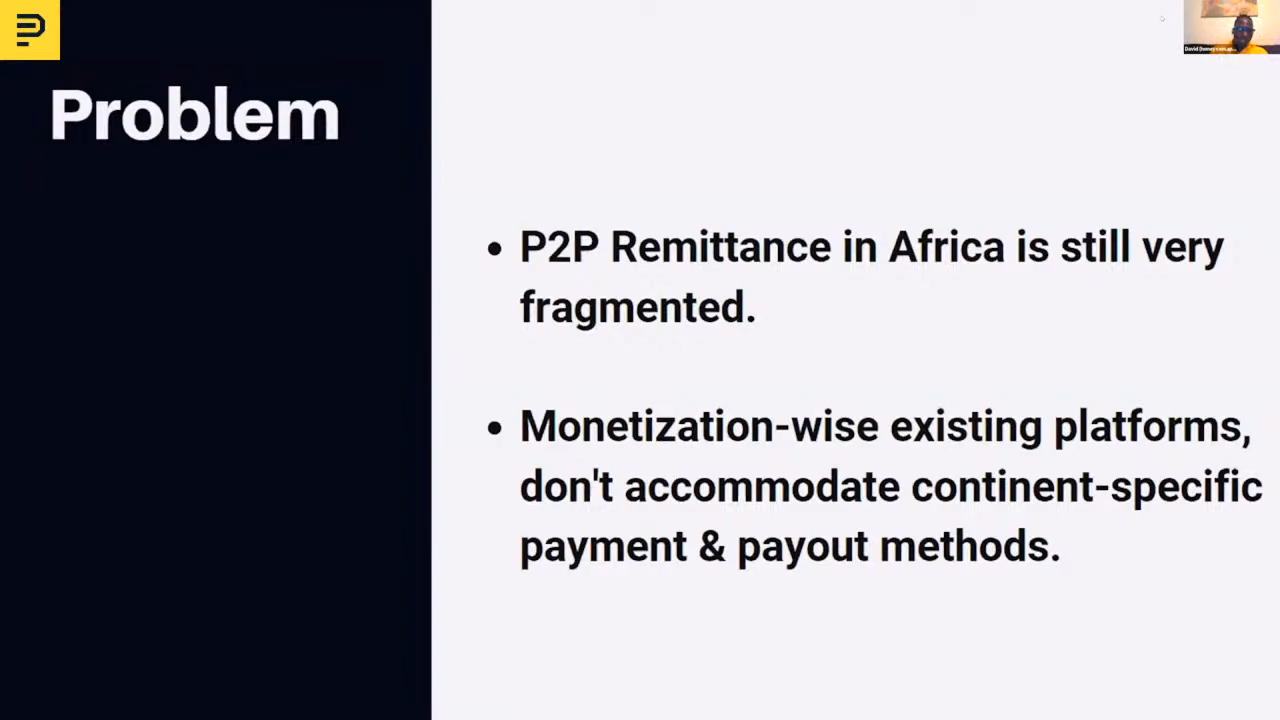 Problem
• P2P Remittance in Africa is still very
fragmented.
• Monetization-wise existing platforms,
don't accommodate continent-specific
payment & payout methods.
David